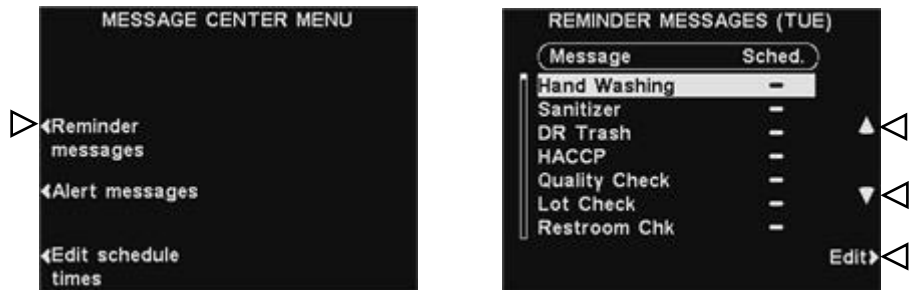 MESSAGE CENTER MENU
Reminder
messages
Alert messages
Edit schedule
times
REMINDER MESSAGES (TUE)
Message Sched.
Hand Washing –
Sanitizer –
DR Trash –
HACCP –
Quality Check –
Lot Check –
Restroom Chk –
Edit